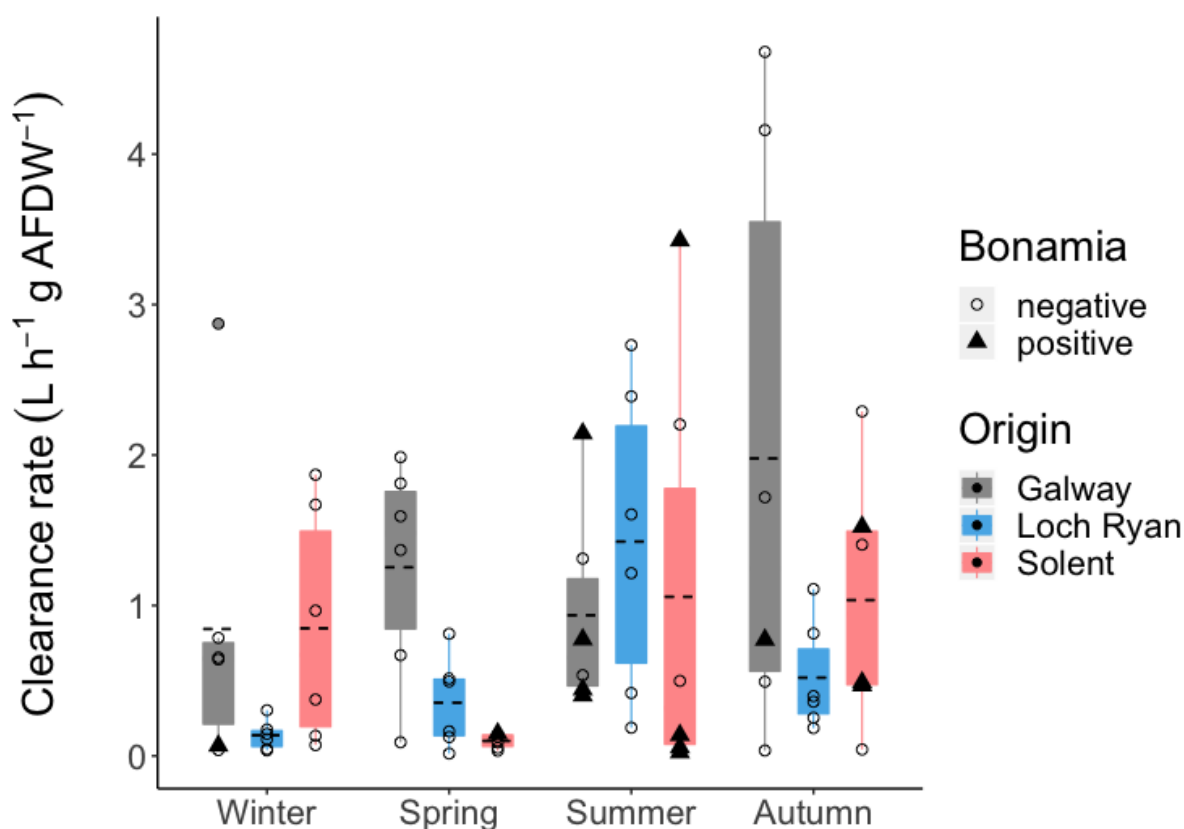 Clearance rate (L h⁻¹ g AFDW⁻¹)
4
3
2
1
0
Winter Spring Summer Autumn
Bonamia
negative
positive
Origin
Galway
Loch Ryan
Solent